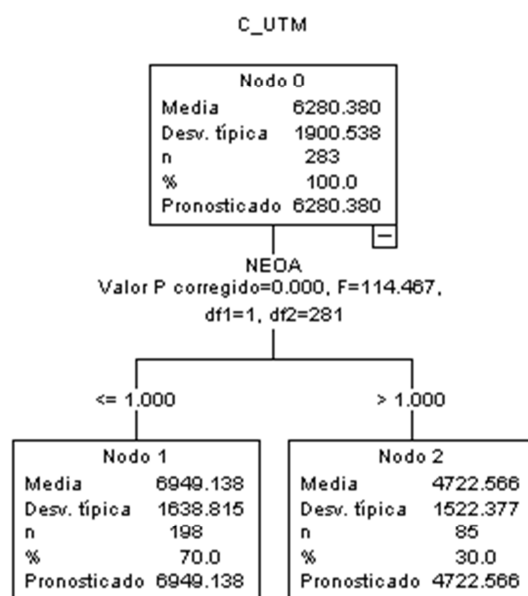 C_UTM
Nodo 0
Media 6280.380
Desv. típica 1900.538
n 283
% 100.0
Pronosticado 6280.380
NEOA
Valor P corregido=0.000, F=114.467,
df1=1, df2=281
<= 1.000
> 1.000
Nodo 1
Media 6949.138
Desv. típica 1638.815
n 198
% 70.0
Pronosticado 6949.138
Nodo 2
Media 4722.566
Desv. típica 1522.377
n 85
% 30.0
Pronosticado 4722.566